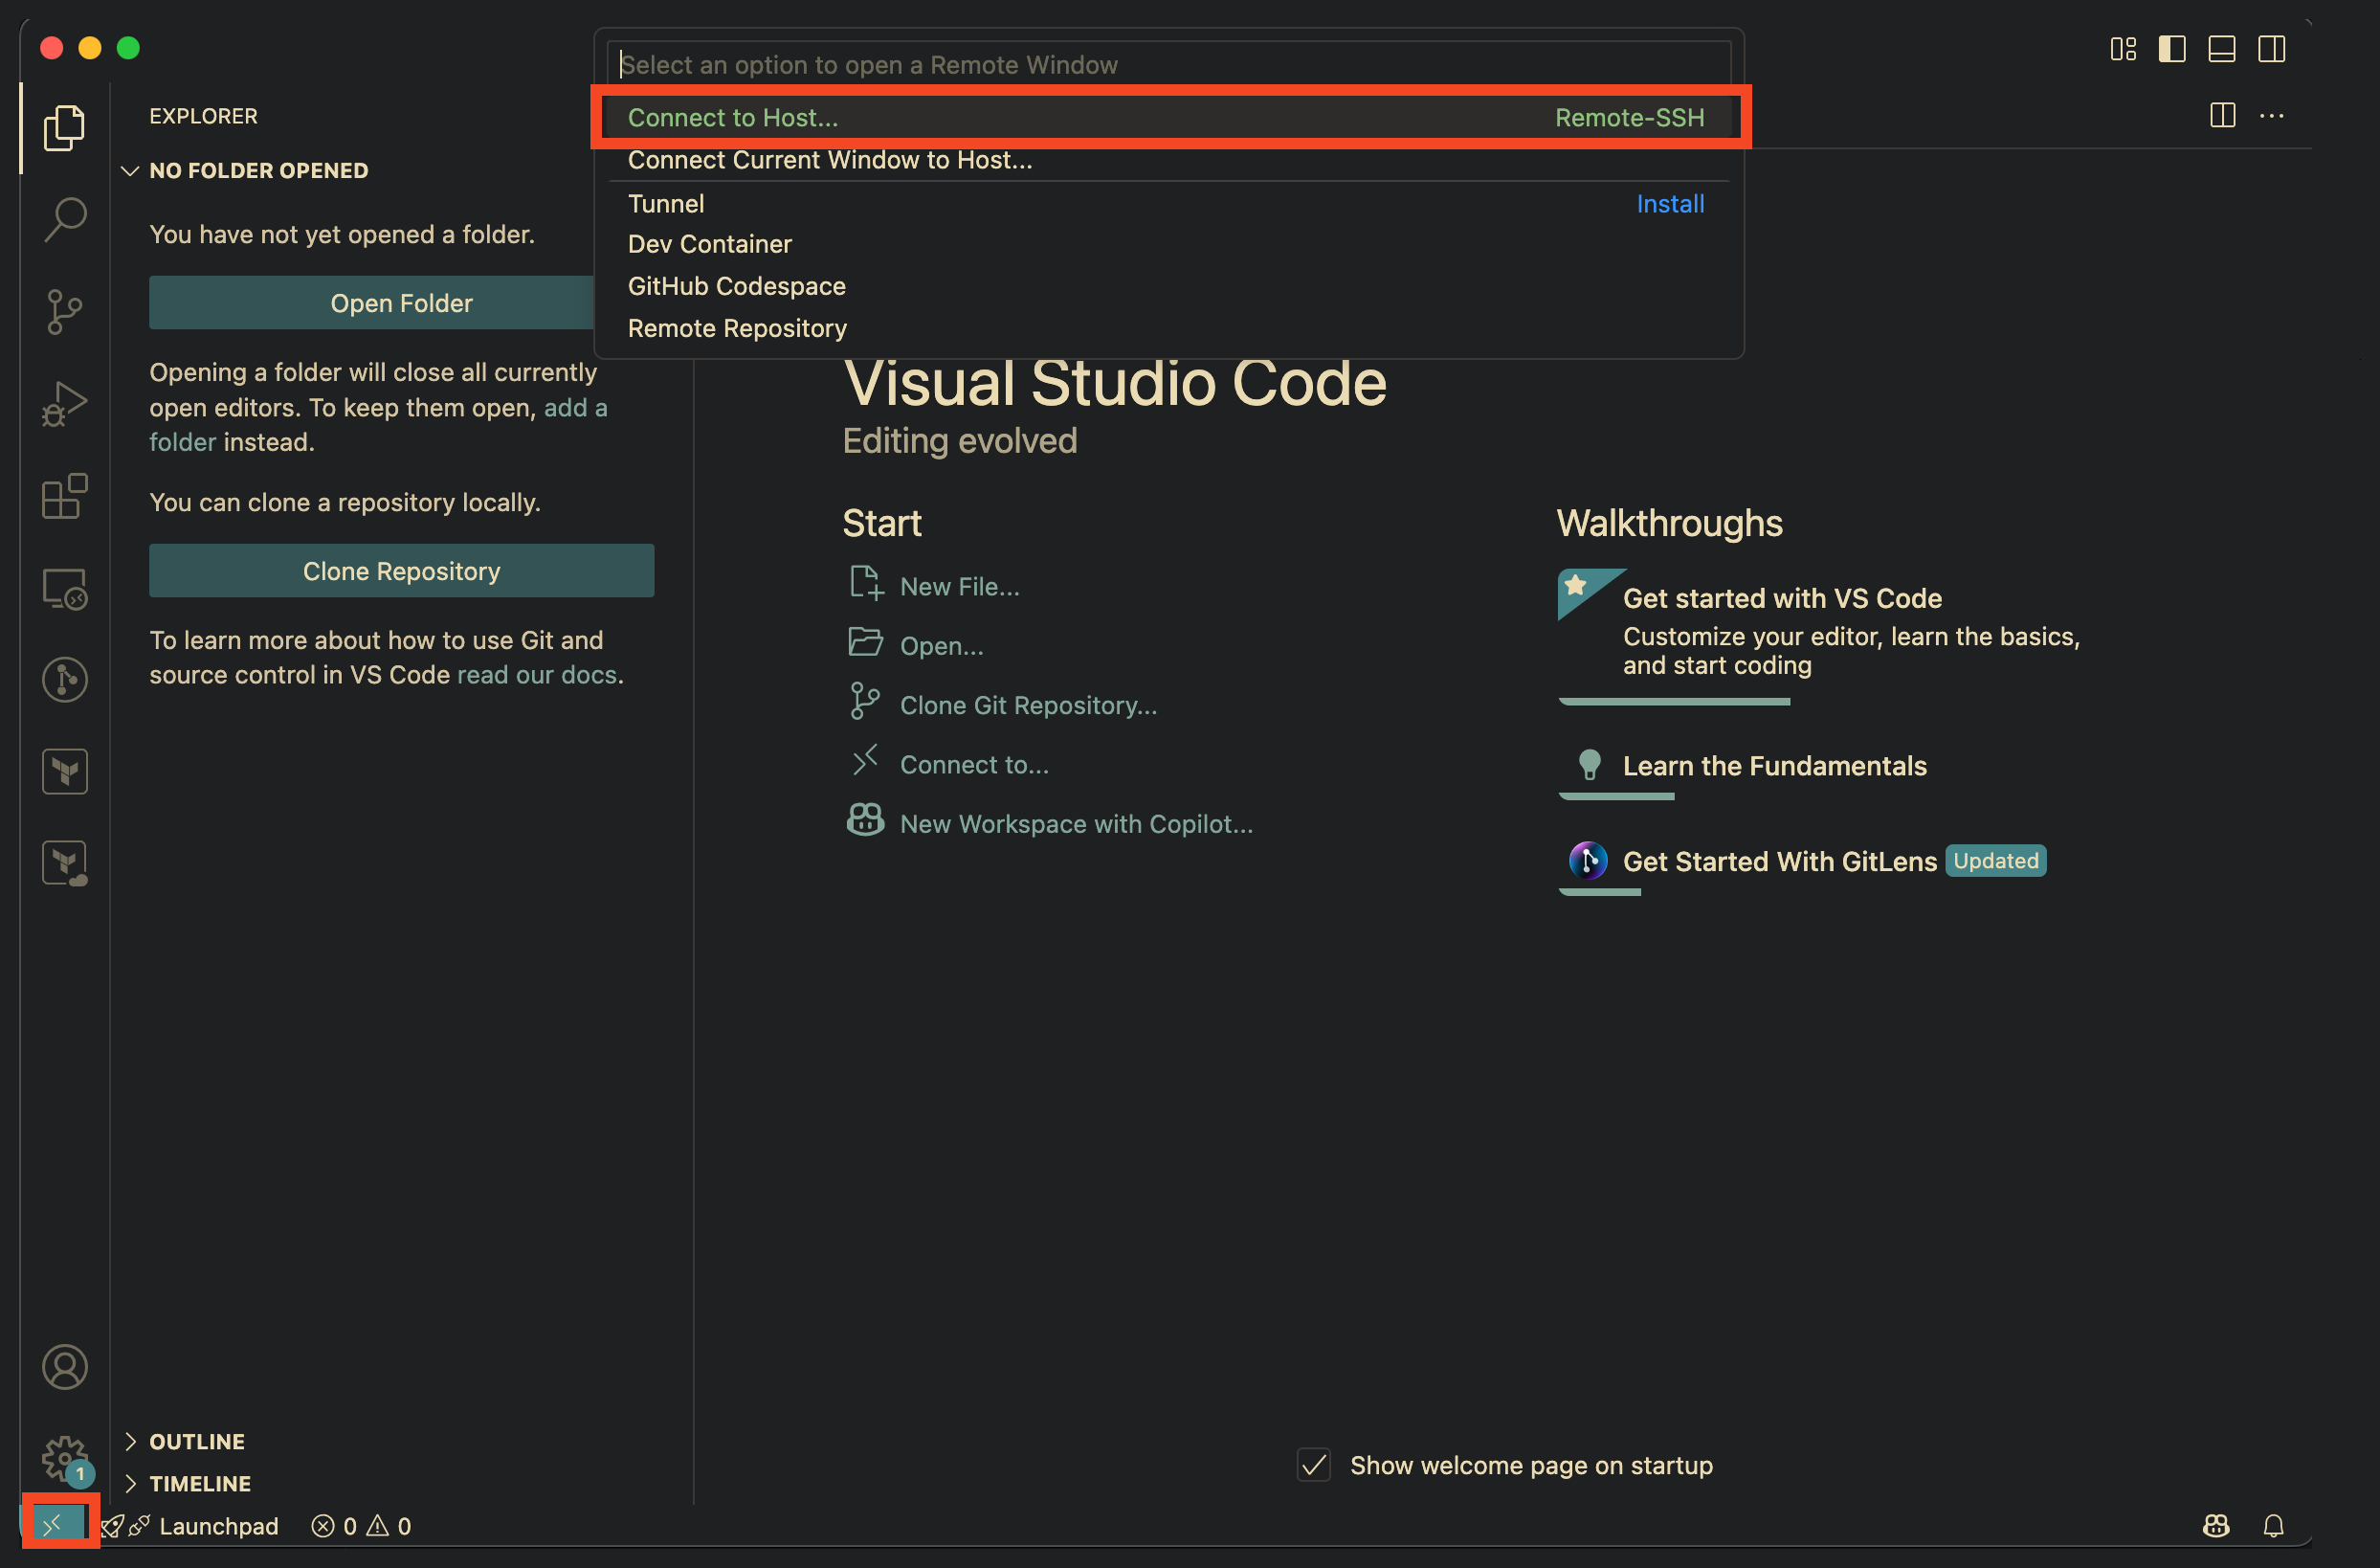 Select an option to open a Remote Window
Connect to Host... Remote-SSH
Connect Current Window to Host...
Tunnel Install
Dev Container
GitHub Codespace
Remote Repository
EXPLORER
NO FOLDER OPENED
You have not yet opened a folder.
Open Folder
Opening a folder will close all currently
open editors. To keep them open, add a
folder instead.
You can clone a repository locally.
Clone Repository
To learn more about how to use Git and
source control in VS Code read our docs.
OUTLINE
TIMELINE
Visual Studio Code
Editing evolved
Start
New File...
Open...
Clone Git Repository...
Connect to...
New Workspace with Copilot...
Walkthroughs
Get started with VS Code
Customize your editor, learn the basics,
and start coding
Learn the Fundamentals
Get Started With GitLens Updated
Show welcome page on startup
1
Launchpad 0 0